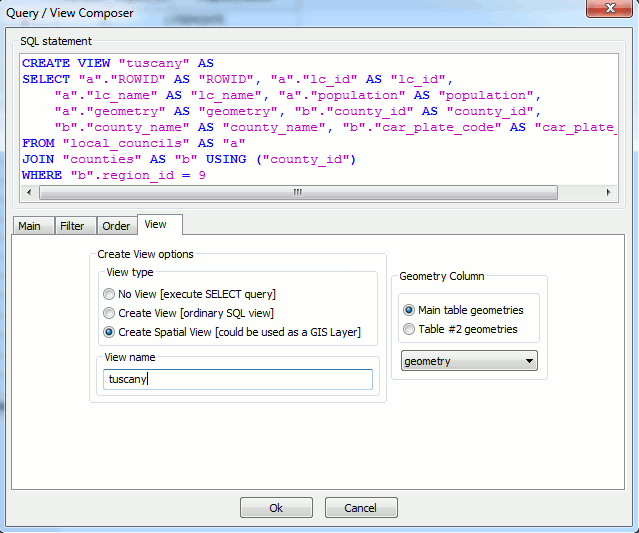 Query / View Composer
SQL statement
CREATE VIEW "tuscany" AS
SELECT "a"."ROWID" AS "ROWID", "a"."lc_id" AS "lc_id",
"a"."lc_name" AS "lc_name", "a"."population" AS "population",
"a"."geometry" AS "geometry", "b"."county_id" AS "county_id",
"b"."county_name" AS "county_name", "b"."car_plate_code" AS "car_plate_
FROM "local_councils" AS "a"
JOIN "counties" AS "b" USING ("county_id")
WHERE "b".region_id = 9
Main Filter Order View
Create View options
View type
No View [execute SELECT query]
Create View [ordinary SQL view]
Create Spatial View [could be used as a GIS Layer]
View name
tuscany
Geometry Column
Main table geometries
Table #2 geometries
geometry
Ok Cancel